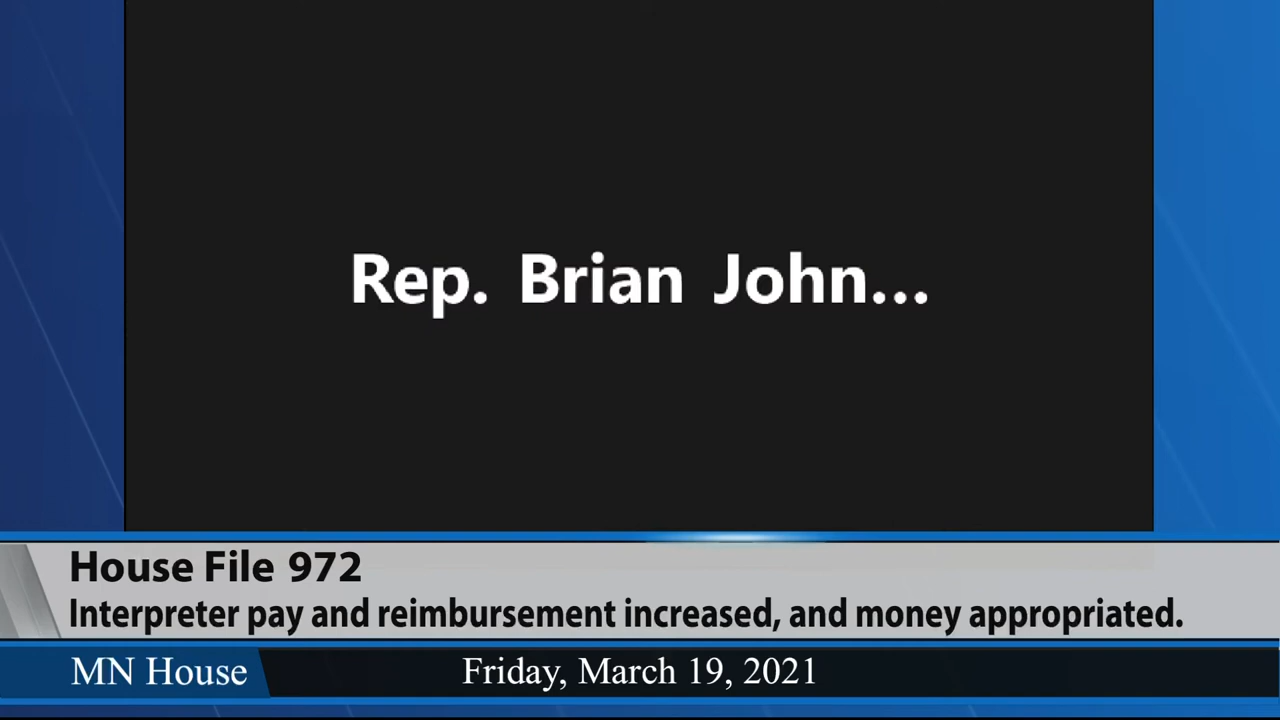 Rep. Brian John...
House File 972
Interpreter pay and reimbursement increased, and money appropriated.
MN House
Friday, March 19, 2021